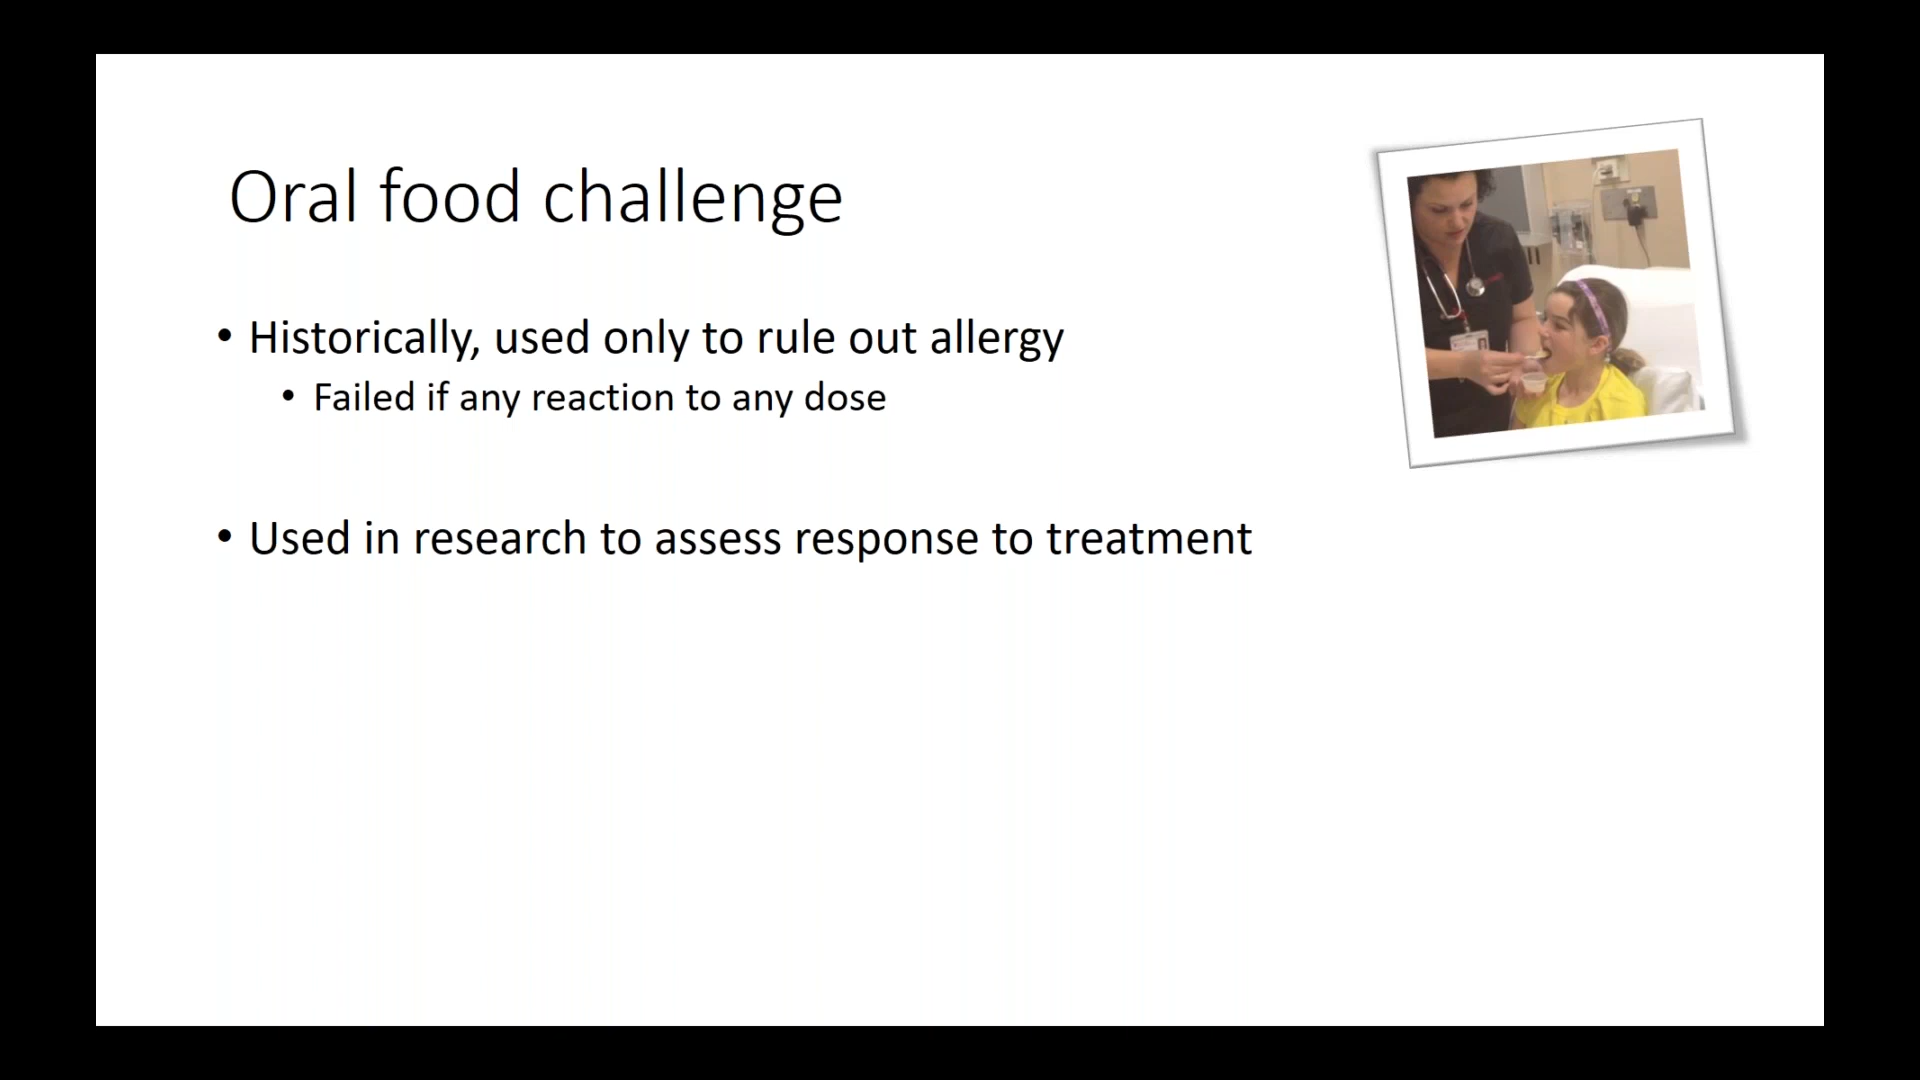 Oral food challenge
• Historically, used only to rule out allergy
• Failed if any reaction to any dose
• Used in research to assess response to treatment